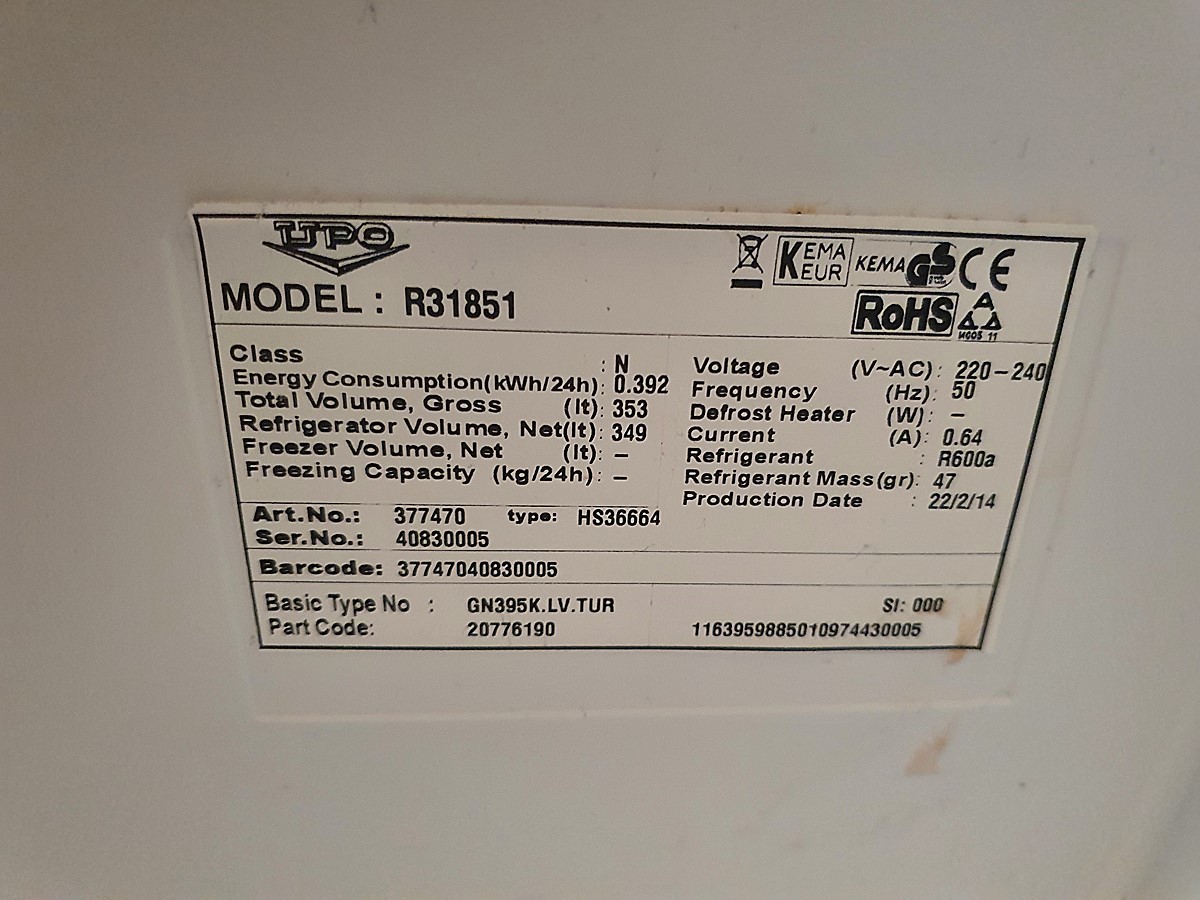 UPO
MODEL : R31851
KEMA EUR
KEMA GS CE
RoHS
Class : N
Energy Consumption(kWh/24h): 0.392
Total Volume, Gross (lt): 353
Refrigerator Volume, Net(lt): 349
Freezer Volume, Net (lt): –
Freezing Capacity (kg/24h): –
Voltage (V~AC): 220–240
Frequency (Hz): 50
Defrost Heater (W): –
Current (A): 0.64
Refrigerant : R600a
Refrigerant Mass(gr): 47
Production Date : 22/2/14
Art.No.: 377470 type: HS36664
Ser.No.: 40830005
Barcode: 37747040830005
Basic Type No : GN395K.LV.TUR SI: 000
Part Code: 20776190 1163959885010974430005